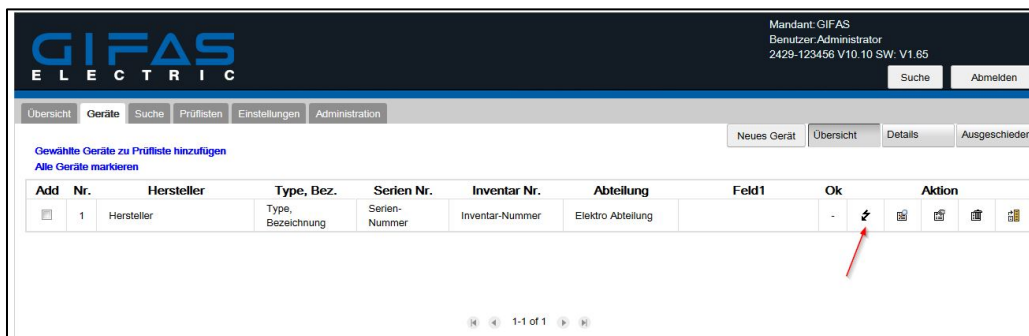 GIFAS
ELECTRIC
Mandant:GIFAS
Benutzer:Administrator
2429-123456 V10.10 SW: V1.65
Suche Abmelden
Übersicht Geräte Suche Prüflisten Einstellungen Administration
Neues Gerät Übersicht Details Ausgeschieden
Gewählte Geräte zu Prüfliste hinzufügen
Alle Geräte markieren
Add Nr. Hersteller Type, Bez. Serien Nr. Inventar Nr. Abteilung Feld1 Ok Aktion
1 Hersteller Type, Bezeichnung Serien-Nummer Inventar-Nummer Elektro Abteilung -
1-1 of 1